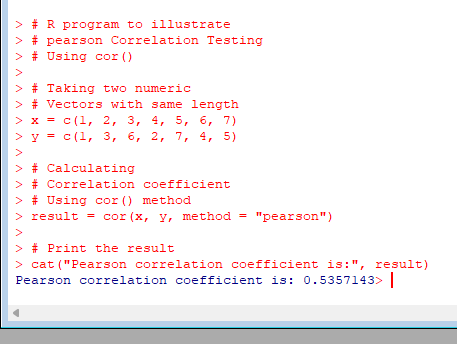 > # R program to illustrate
> # pearson Correlation Testing
> # Using cor()
>
> # Taking two numeric
> # Vectors with same length
> x = c(1, 2, 3, 4, 5, 6, 7)
> y = c(1, 3, 6, 2, 7, 4, 5)
>
> # Calculating
> # Correlation coefficient
> # Using cor() method
> result = cor(x, y, method = "pearson")
>
> # Print the result
> cat("Pearson correlation coefficient is:", result)
Pearson correlation coefficient is: 0.5357143>